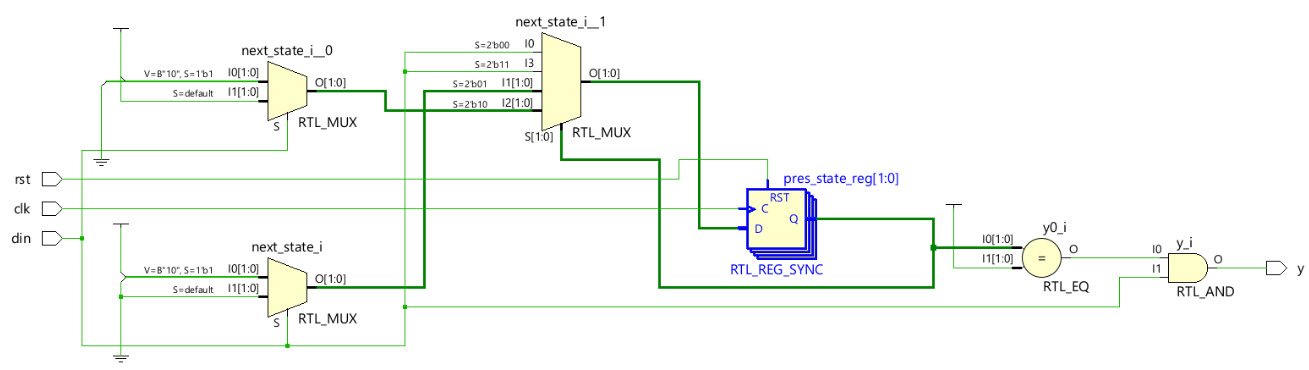 next_state_i__1
next_state_i__0
S=2'b00 I0
S=2'b11 I3
V=B"10", S=1'b1 I0[1:0]
O[1:0]
S=default I1[1:0]
S
RTL_MUX
S=2'b01 I1[1:0]
S=2'b10 I2[1:0]
O[1:0]
S[1:0]
RTL_MUX
rst
clk
din
pres_state_reg[1:0]
RST
C
Q
D
RTL_REG_SYNC
next_state_i
V=B"10", S=1'b1 I0[1:0]
O[1:0]
S=default I1[1:0]
S
RTL_MUX
y0_i
I0[1:0]
I1[1:0]
=
O
RTL_EQ
y_i
I0
I1
O
RTL_AND
y